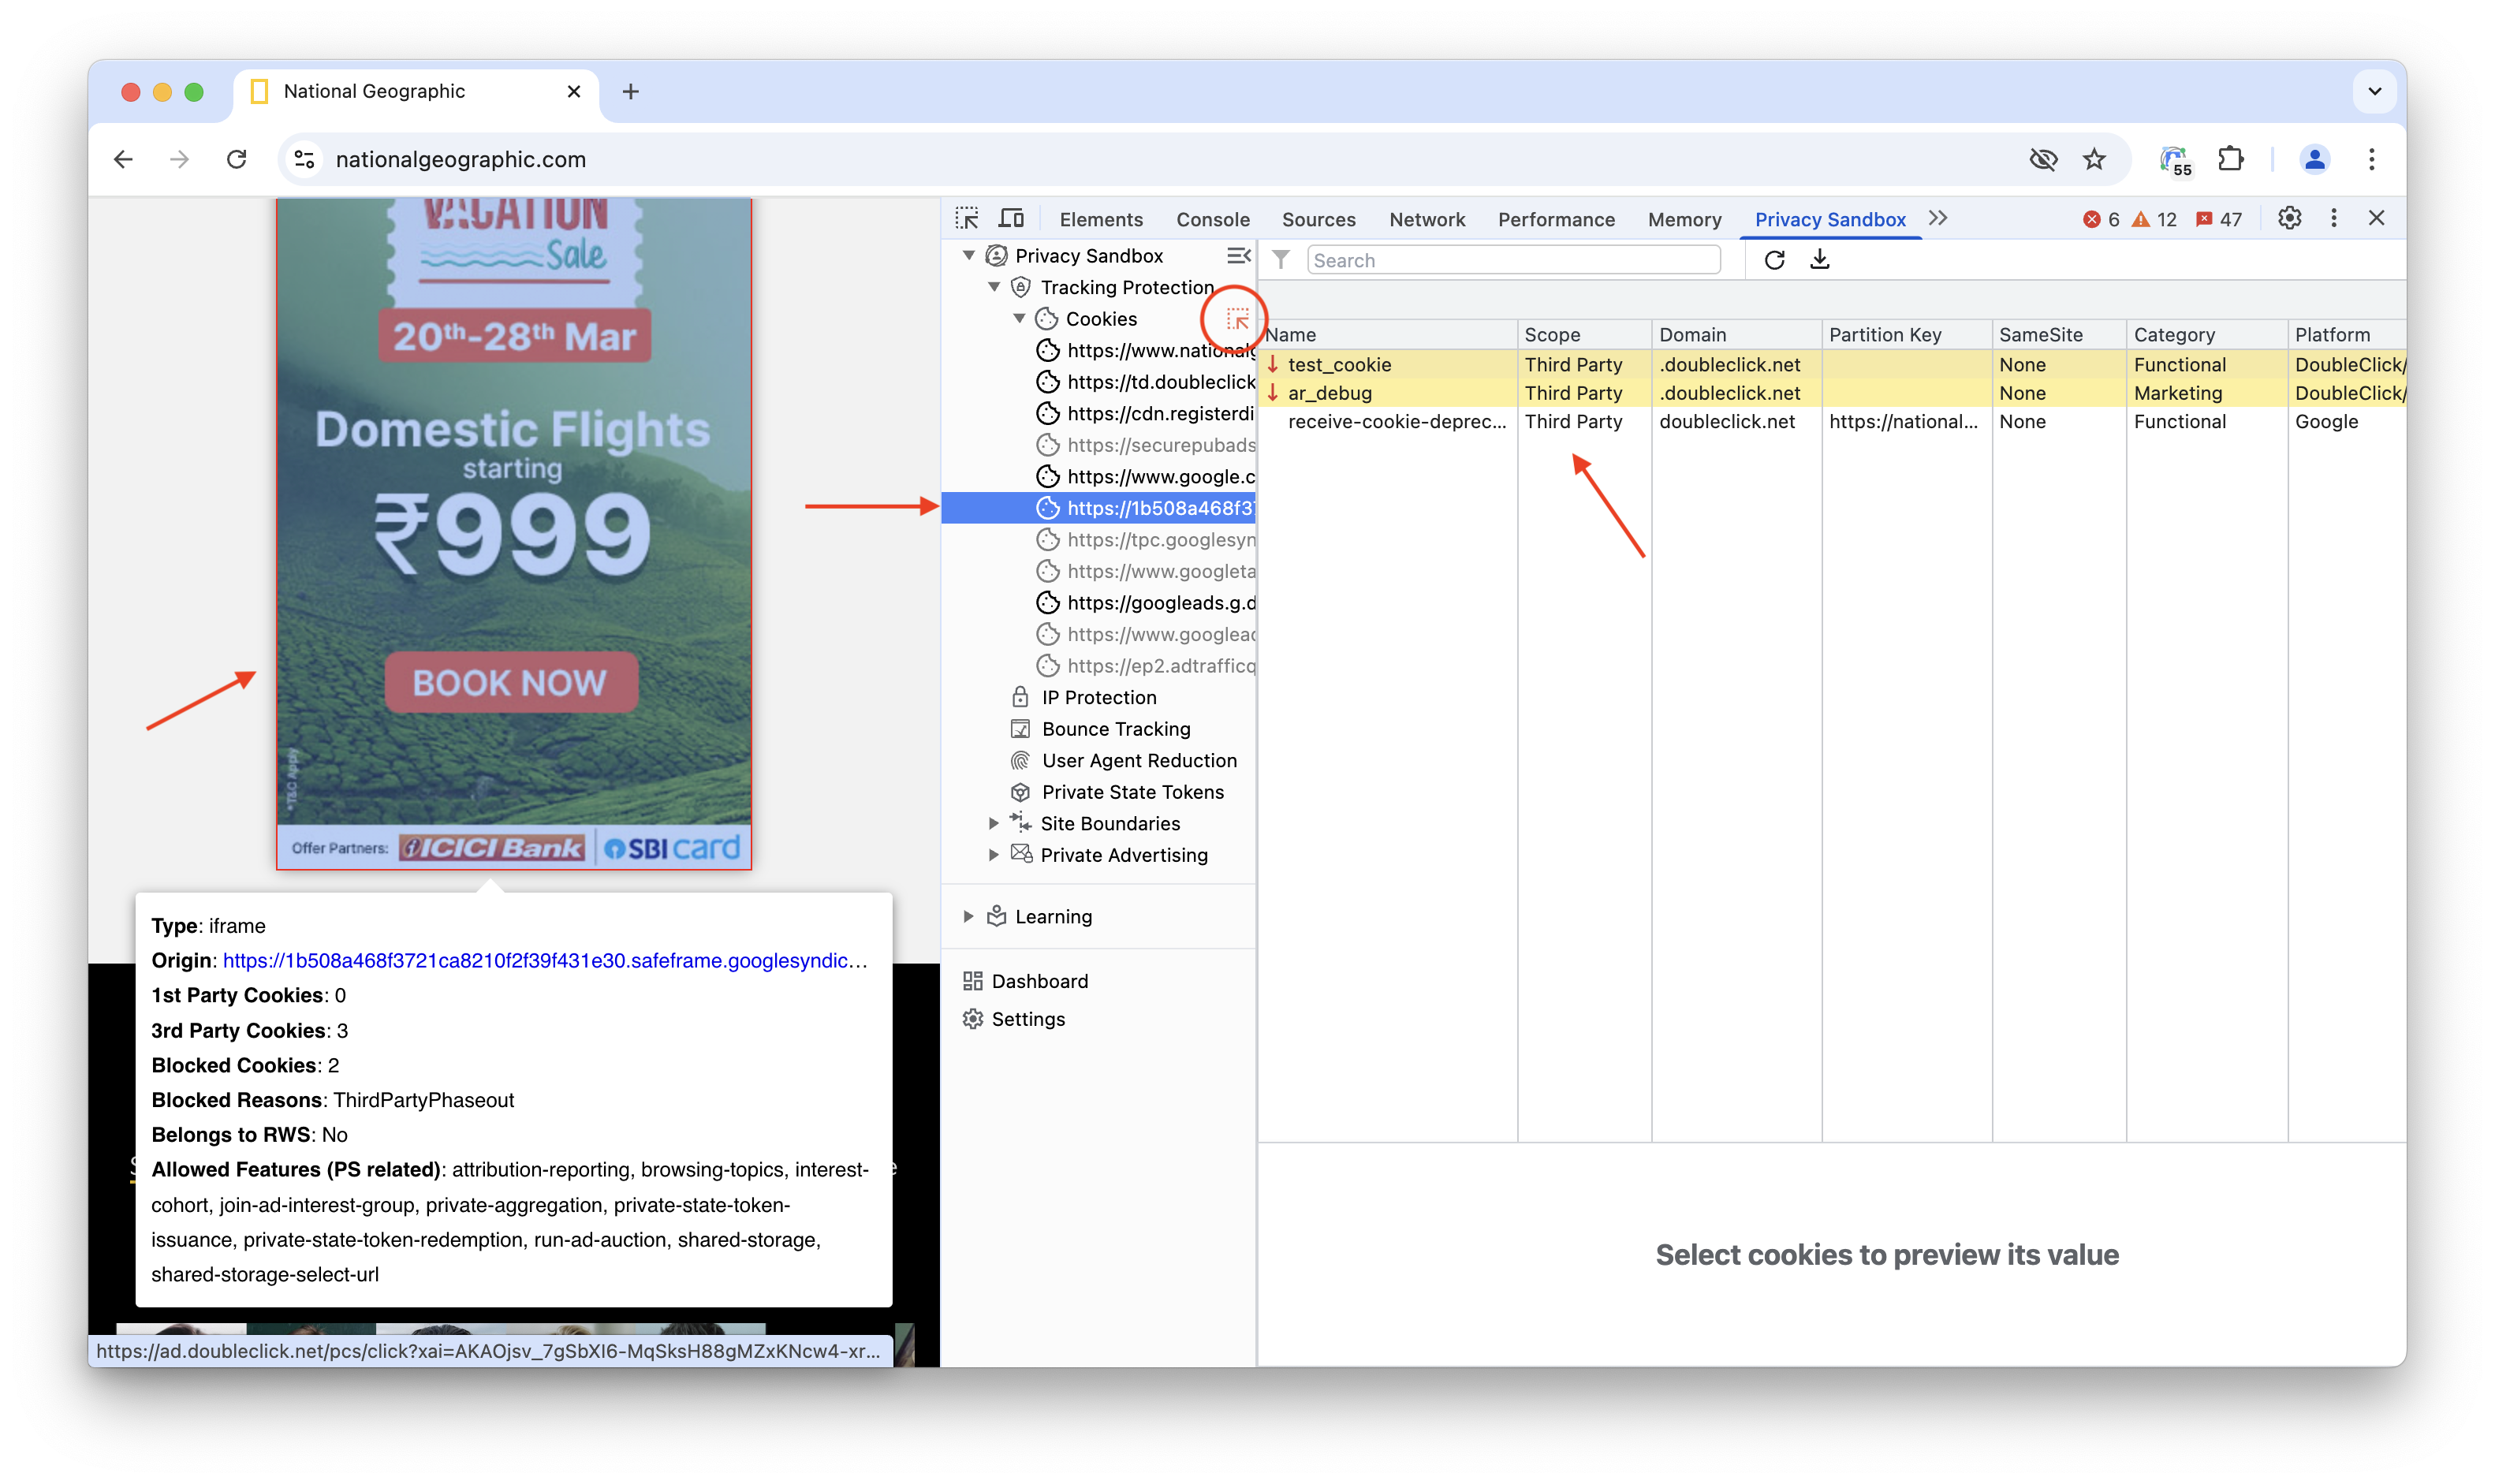 National Geographic
nationalgeographic.com
55
VACATION
Sale
20th-28th Mar
Domestic Flights
starting
₹999
BOOK NOW
*T&C Apply
Offer Partners: ICICI Bank SBI card
Type: iframe
Origin: https://1b508a468f3721ca8210f2f39f431e30.safeframe.googlesyndic...
1st Party Cookies: 0
3rd Party Cookies: 3
Blocked Cookies: 2
Blocked Reasons: ThirdPartyPhaseout
Belongs to RWS: No
Allowed Features (PS related): attribution-reporting, browsing-topics, interest-
cohort, join-ad-interest-group, private-aggregation, private-state-token-
issuance, private-state-token-redemption, run-ad-auction, shared-storage,
shared-storage-select-url
https://ad.doubleclick.net/pcs/click?xai=AKAOjsv_7gSbXI6-MqSksH88gMZxKNcw4-xr...
Elements Console Sources Network Performance Memory Privacy Sandbox 6 12 47
Privacy Sandbox
Tracking Protection
Cookies
https://www.national
https://td.doubleclick
https://cdn.registerdi
https://securepubads
https://www.google.c
https://1b508a468f37
https://tpc.googlesyn
https://www.googleta
https://googleads.g.d
https://www.googlead
https://ep2.adtrafficq
IP Protection
Bounce Tracking
User Agent Reduction
Private State Tokens
Site Boundaries
Private Advertising
Learning
Dashboard
Settings
Search
Name Scope Domain Partition Key SameSite Category Platform
test_cookie Third Party .doubleclick.net None Functional DoubleClick/
ar_debug Third Party .doubleclick.net None Marketing DoubleClick/
receive-cookie-deprec... Third Party doubleclick.net https://national... None Functional Google
Select cookies to preview its value